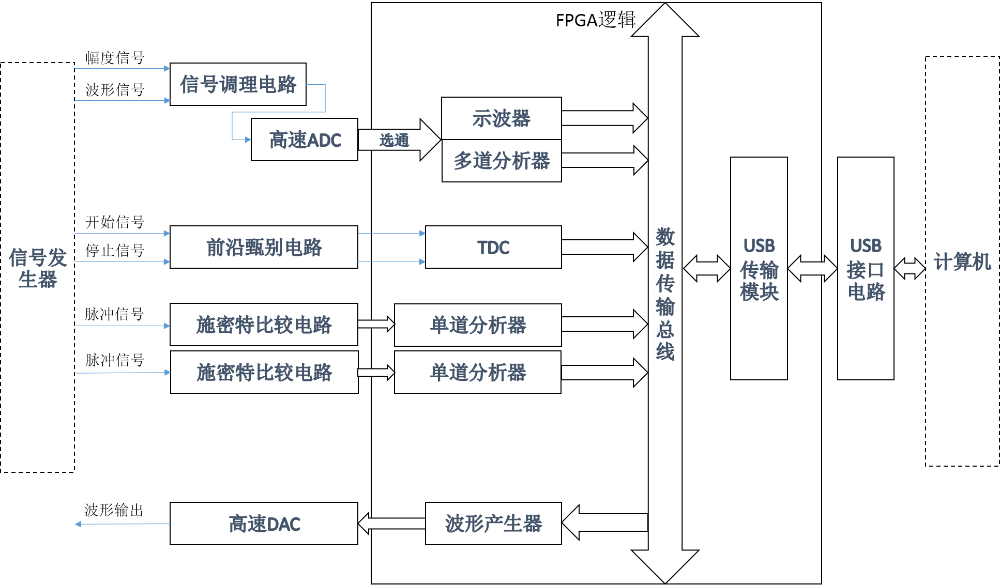 FPGA逻辑
幅度信号
波形信号
信号调理电路
高速ADC
选通
示波器
多道分析器
开始信号
停止信号
前沿甄别电路
TDC
信号发
生器
脉冲信号
施密特比较电路
单道分析器
脉冲信号
施密特比较电路
单道分析器
波形输出
高速DAC
波形产生器
数
据
传
输
总
线
USB
传输
模块
USB
接口
电路
计算机